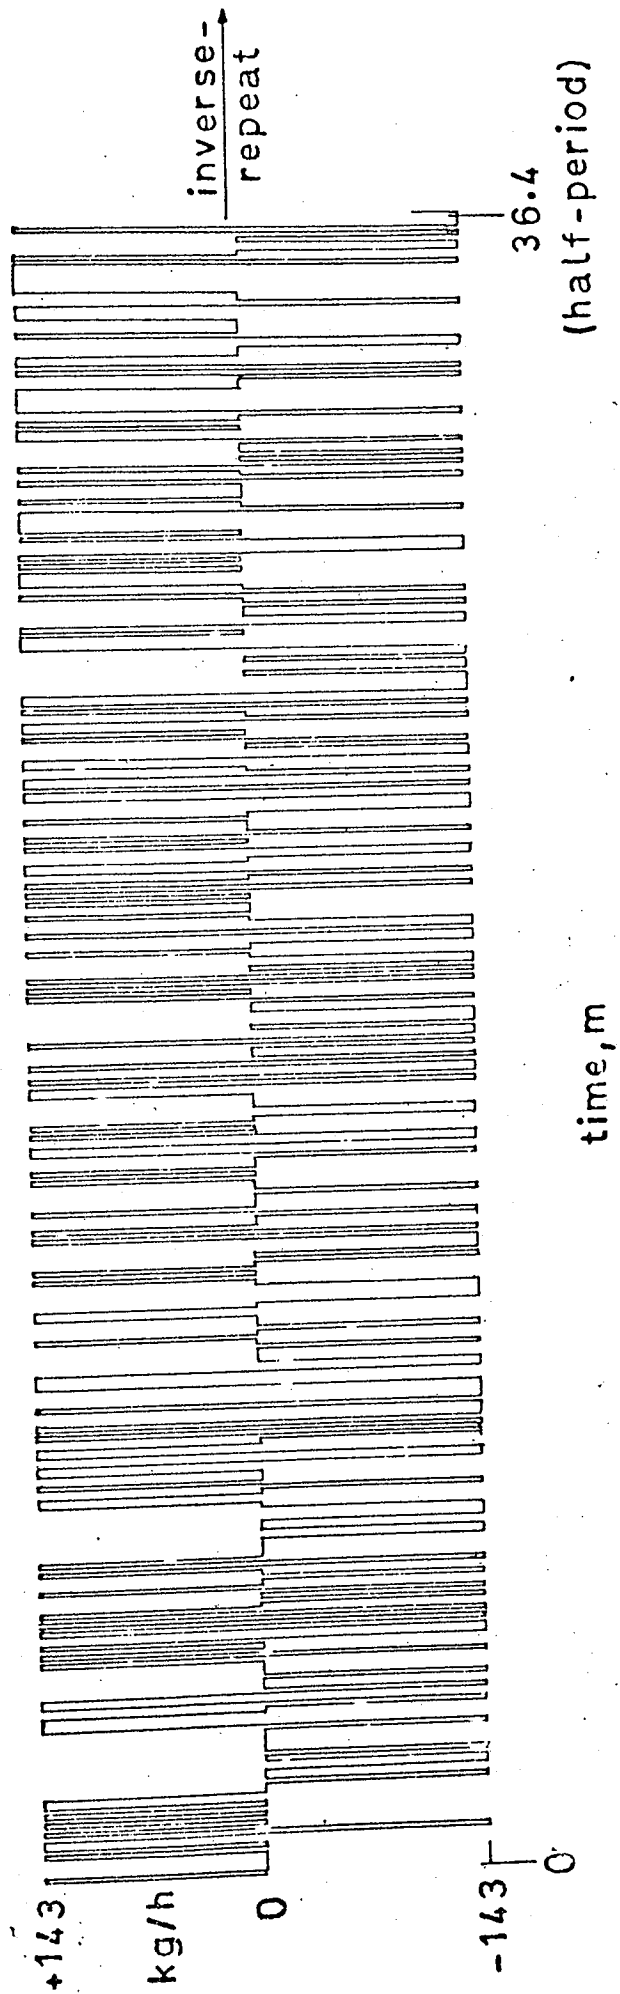 +143
kg/h
0
-143
0
time, m
36.4
(half-period)
inverse-
repeat